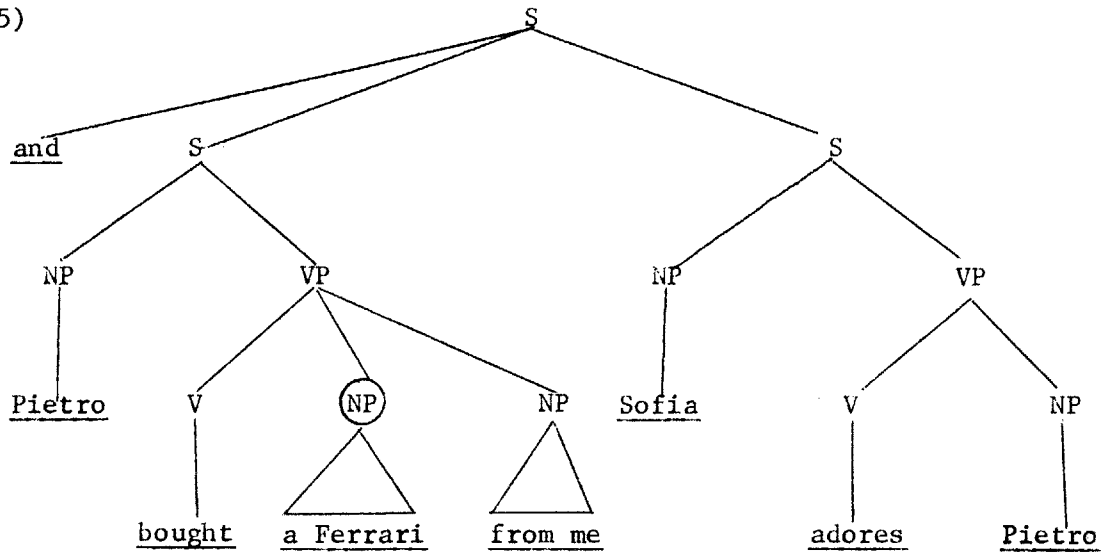 5) S
and S S
NP VP NP VP
Pietro V NP NP Sofia V NP
bought a Ferrari from me adores Pietro